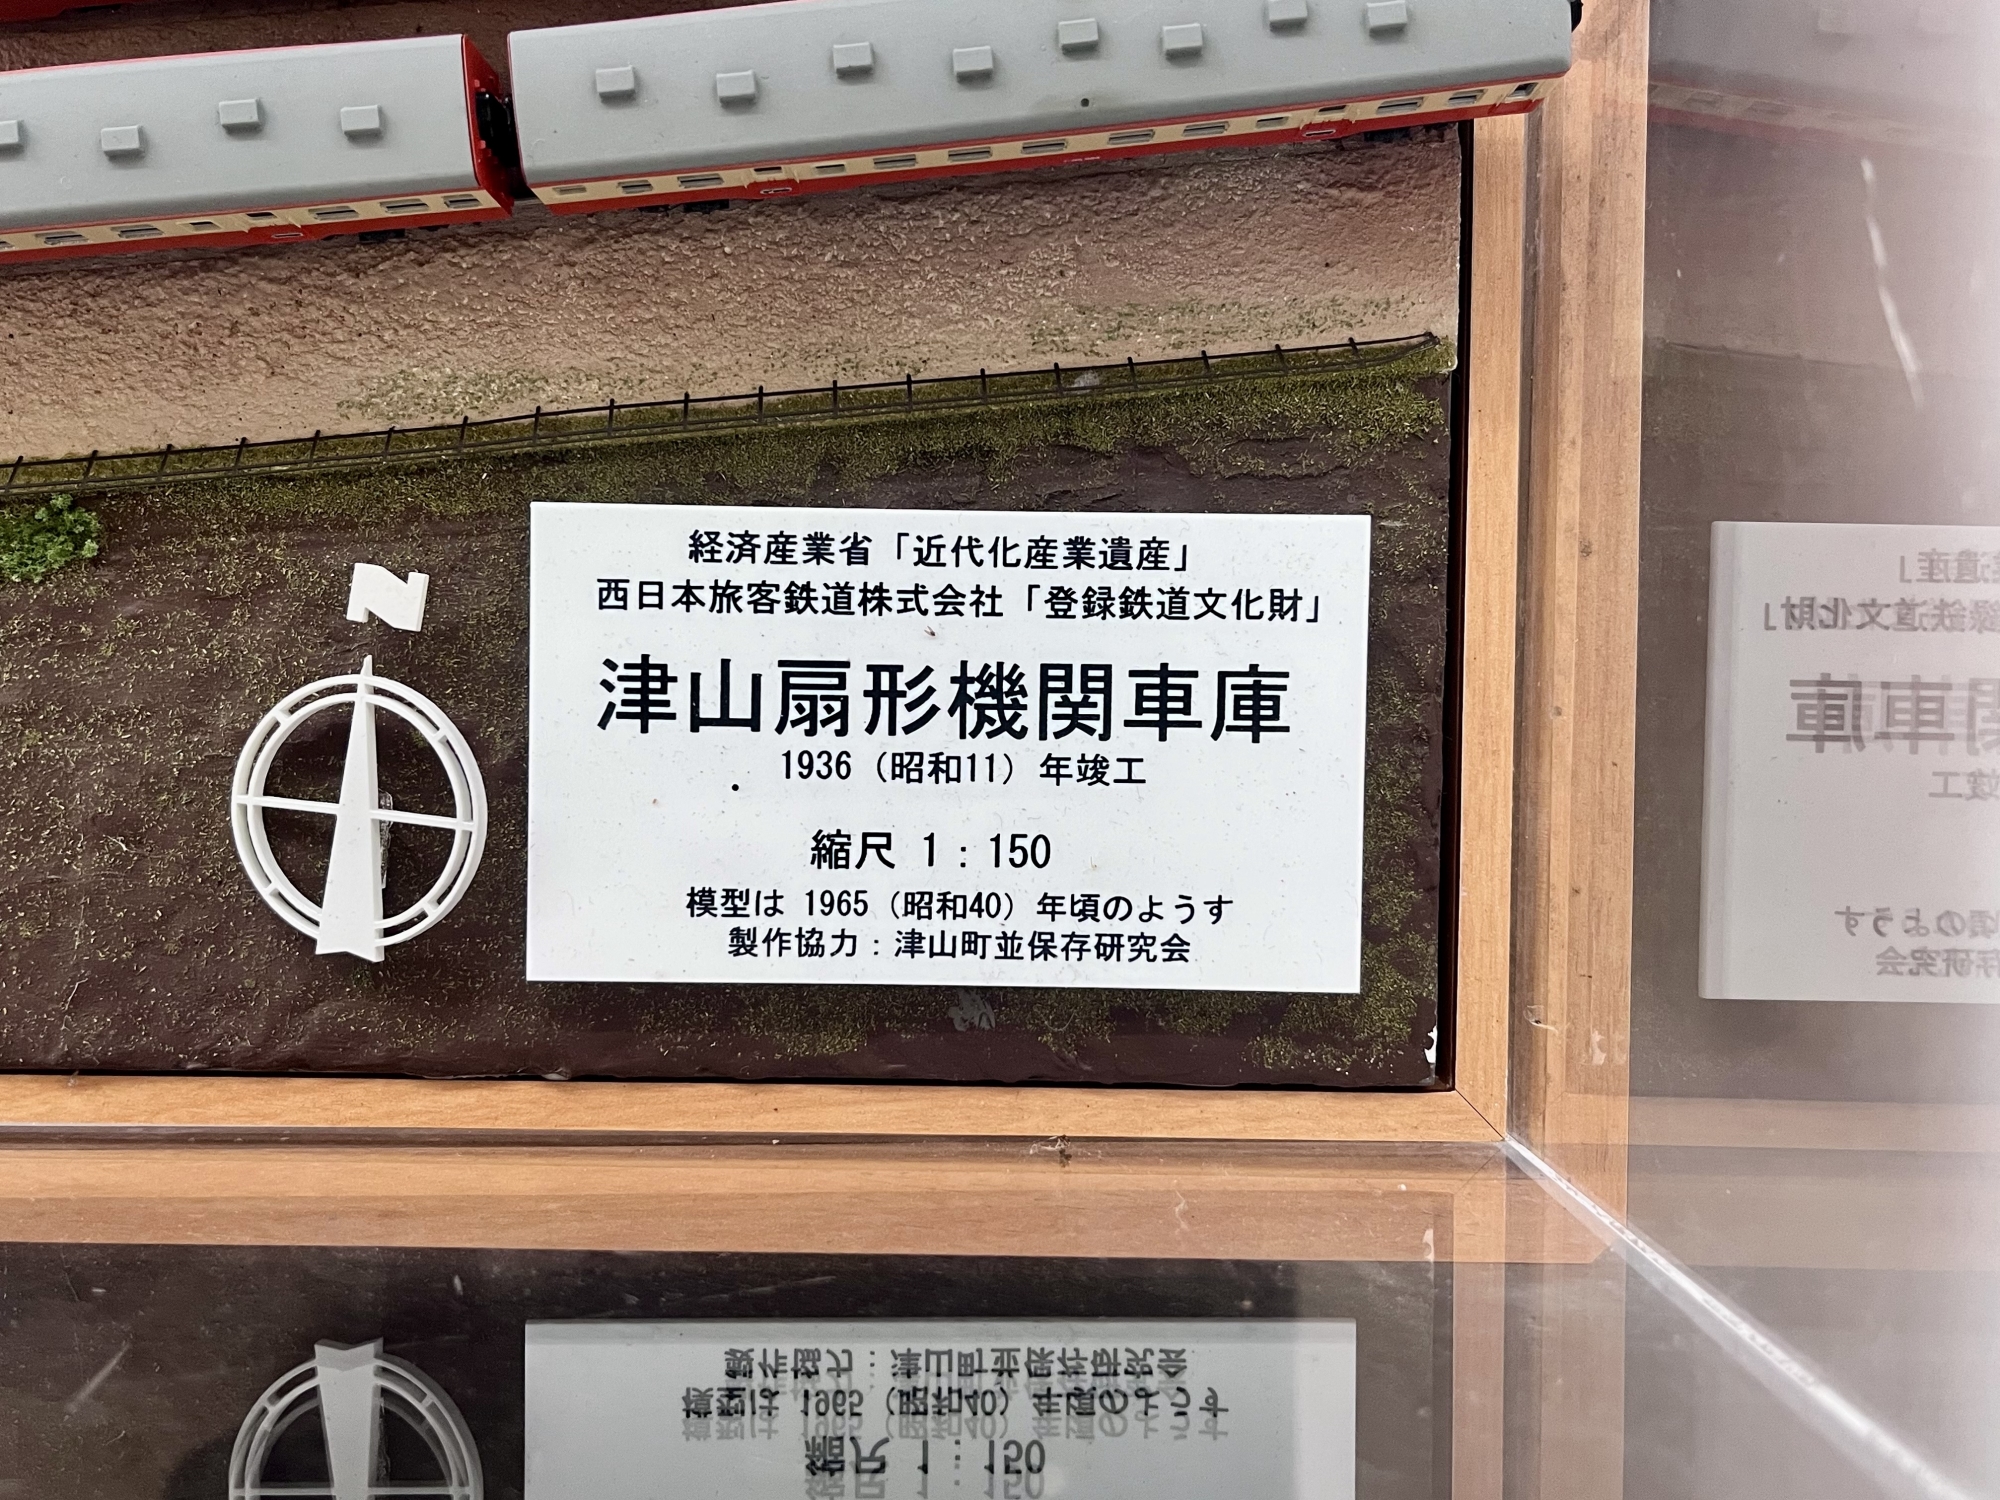 経済産業省「近代化産業遺産」
西日本旅客鉄道株式会社「登録鉄道文化財」
津山扇形機関車庫
1936（昭和11）年竣工
縮尺 1：150
模型は 1965（昭和40）年頃のようす
製作協力：津山町並保存研究会
N